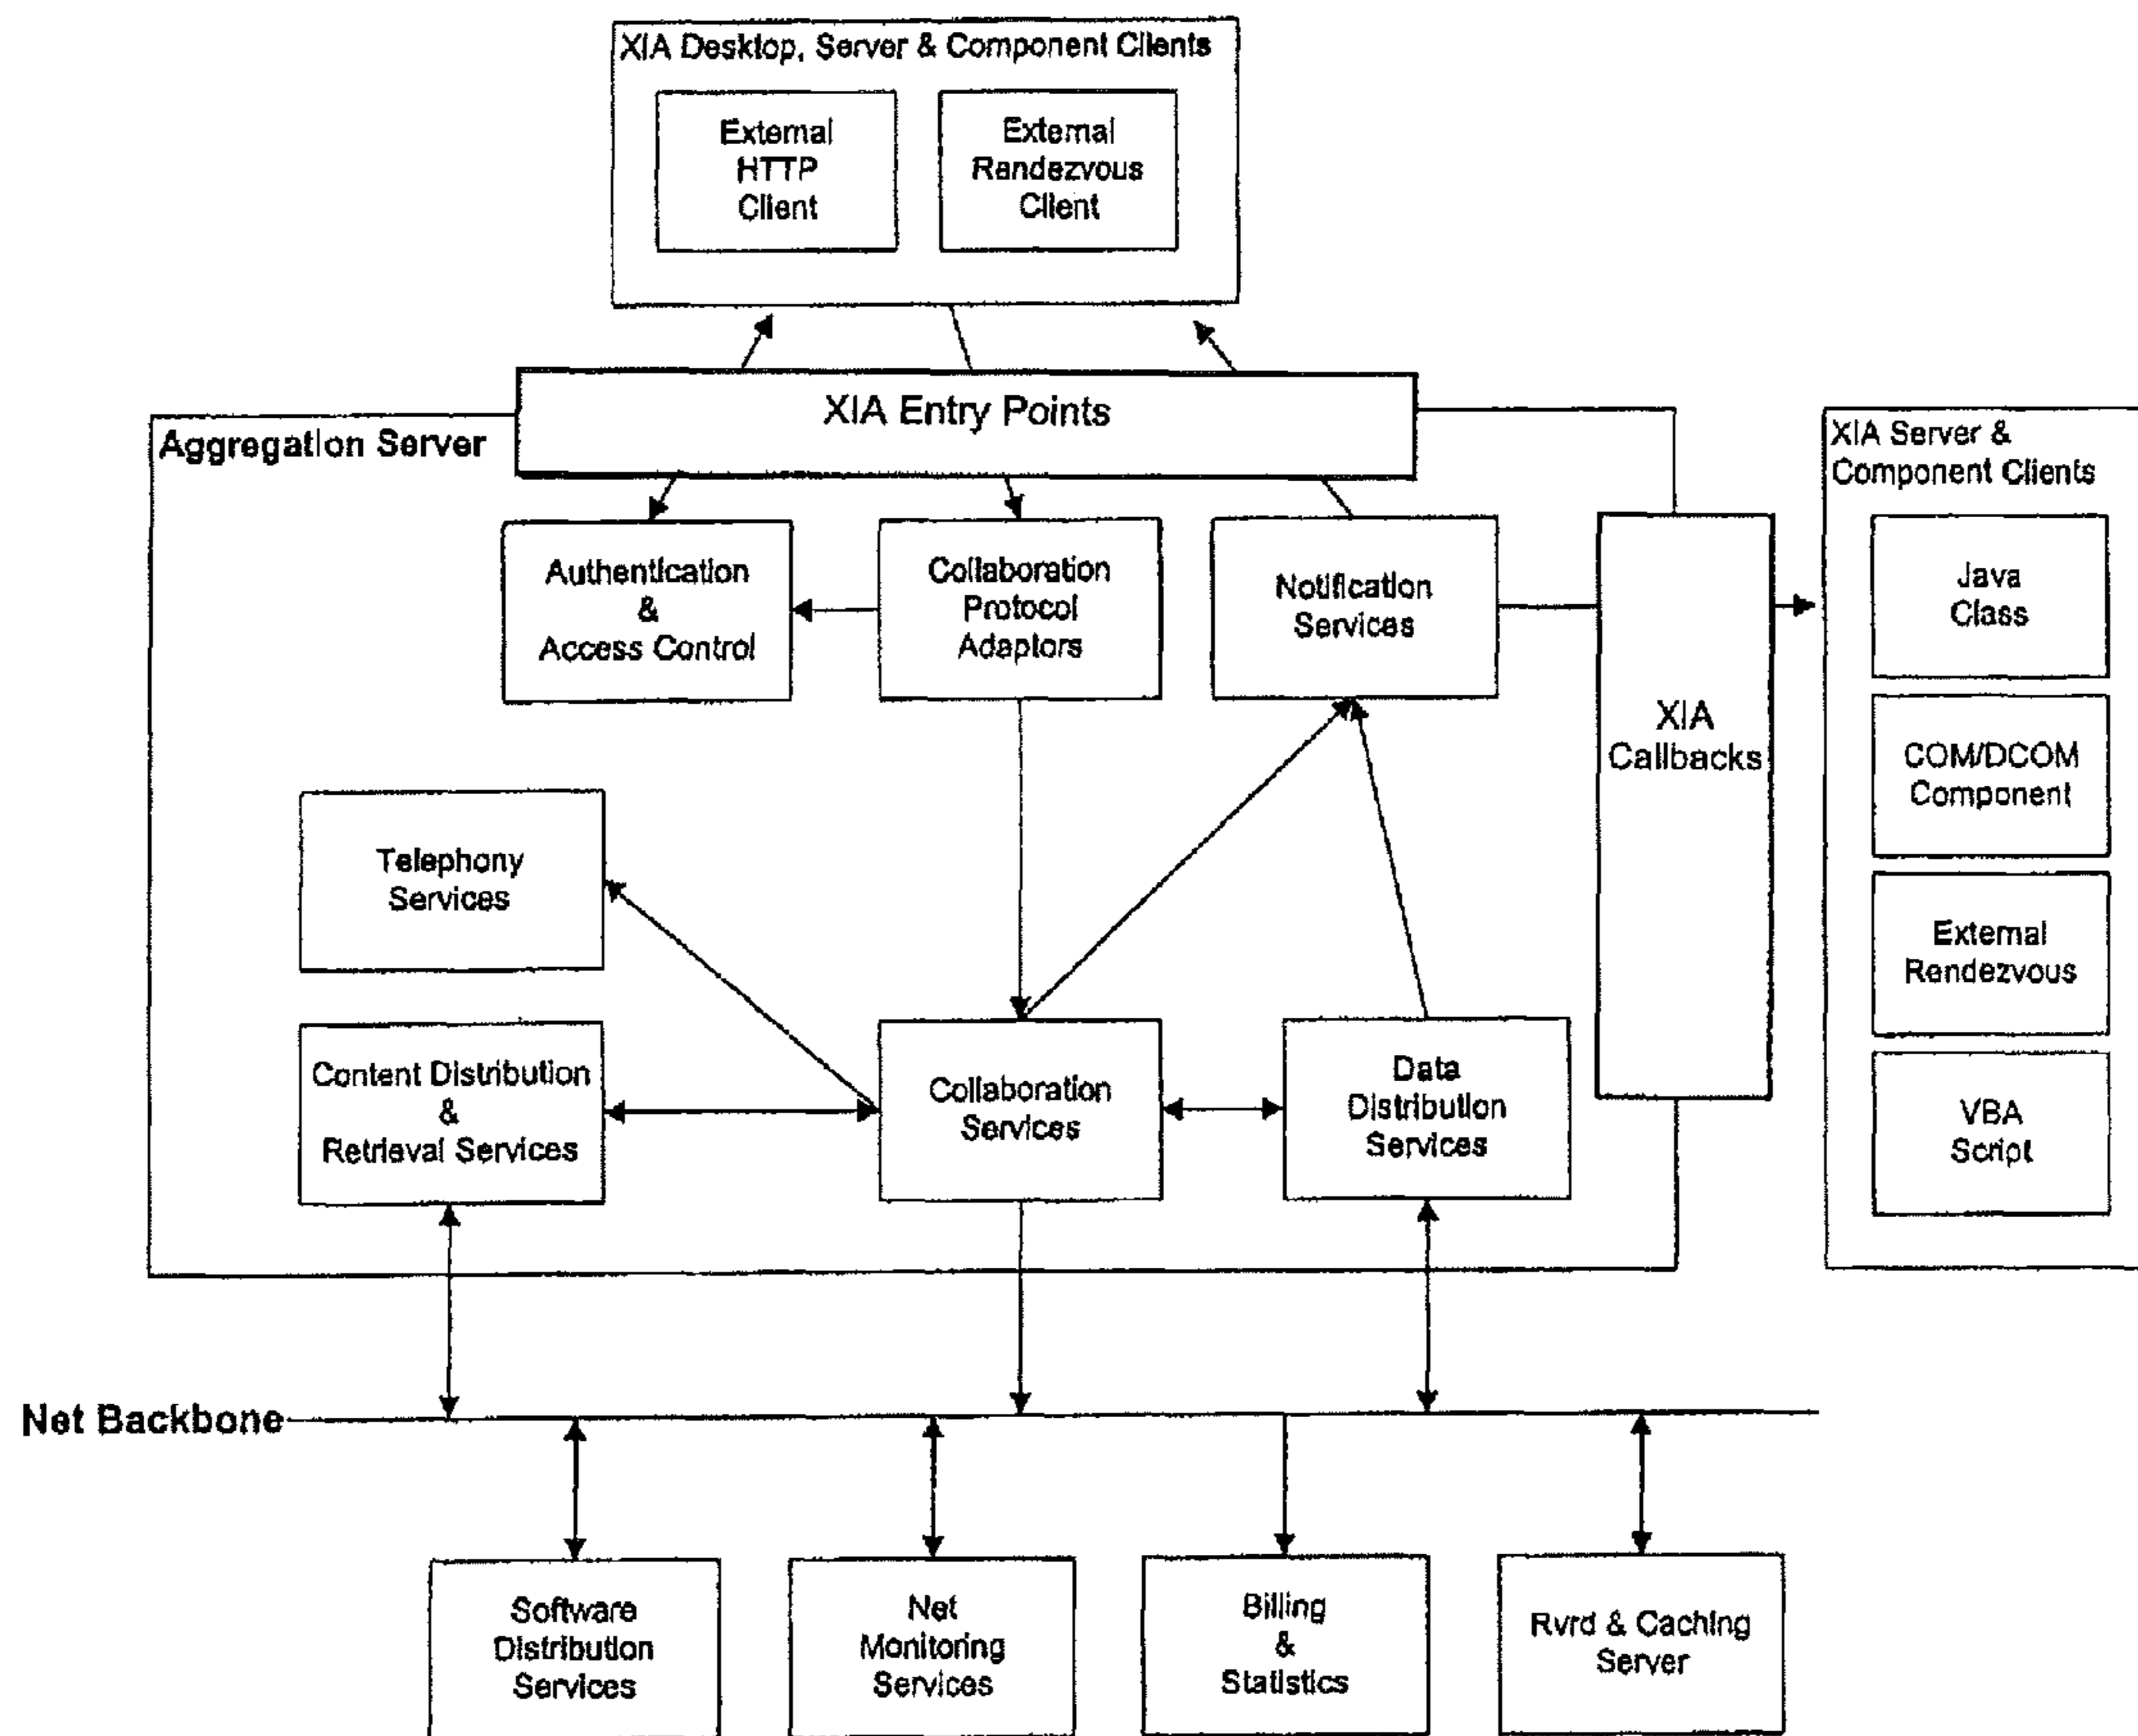 XIA Desktop, Server & Component Clients
External
HTTP
Client
External
Randezvous
Client
XIA Entry Points
Aggregation Server
XIA Server &
Component Clients
Authentication
&
Access Control
Collaboration
Protocol
Adaptors
Notification
Services
Java
Class
XIA
Callbacks
COM/DCOM
Component
Telephony
Services
External
Rendezvous
Content Distribution
&
Retrieval Services
Collaboration
Services
Data
Distribution
Services
VBA
Script
Net Backbone
Software
Distribution
Services
Net
Monitoring
Services
Billing
&
Statistics
Rvrd & Caching
Server